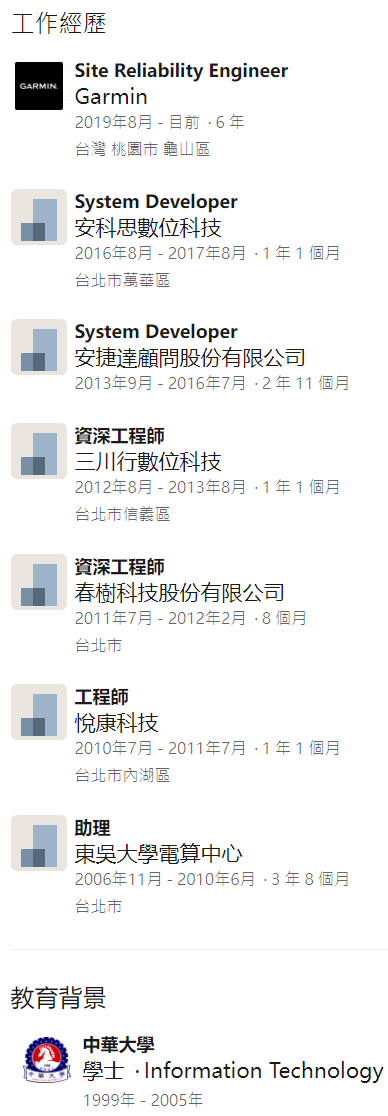 工作經歷
GARMIN.
Site Reliability Engineer
Garmin
2019年8月 - 目前 · 6 年
台灣 桃園市 龜山區
System Developer
安科思數位科技
2016年8月 - 2017年8月 · 1 年 1 個月
台北市萬華區
System Developer
安捷達顧問股份有限公司
2013年9月 - 2016年7月 · 2 年 11 個月
資深工程師
三川行數位科技
2012年8月 - 2013年8月 · 1 年 1 個月
台北市信義區
資深工程師
春樹科技股份有限公司
2011年7月 - 2012年2月 · 8 個月
台北市
工程師
悅康科技
2010年7月 - 2011年7月 · 1 年 1 個月
台北市內湖區
助理
東吳大學電算中心
2006年11月 - 2010年6月 · 3 年 8 個月
台北市
教育背景
中華大學
中華大學
學士 · Information Technology
1999年 - 2005年